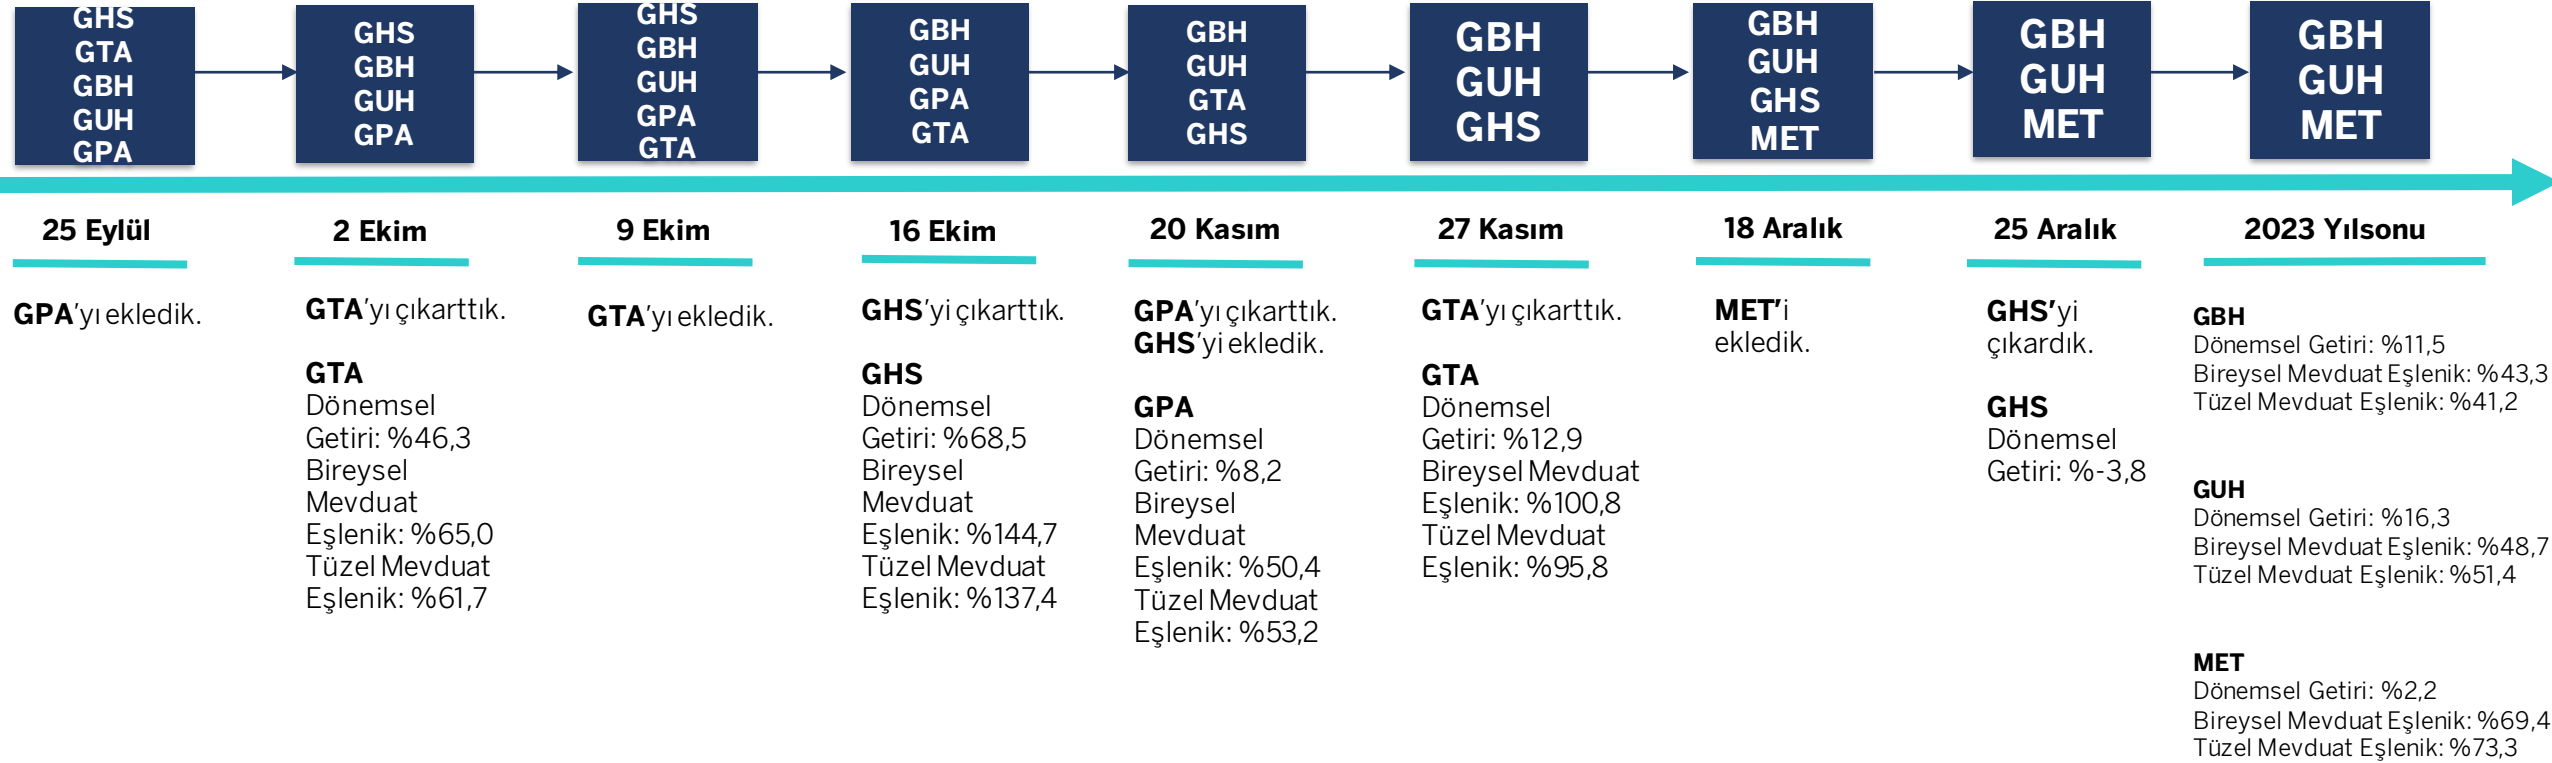 GHS
GTA
GBH
GUH
GPA
GHS
GBH
GUH
GPA
GHS
GBH
GUH
GPA
GTA
GBH
GUH
GPA
GTA
GBH
GUH
GTA
GHS
GBH
GUH
GHS
GBH
GUH
GHS
MET
GBH
GUH
MET
GBH
GUH
MET
25 Eylül
GPA'yı ekledik.
2 Ekim
GTA'yı çıkarttık.
GTA
Dönemsel
Getiri: %46,3
Bireysel
Mevduat
Eşlenik: %65,0
Tüzel Mevduat
Eşlenik: %61,7
9 Ekim
GTA'yı ekledik.
16 Ekim
GHS'yi çıkarttık.
GHS
Dönemsel
Getiri: %68,5
Bireysel
Mevduat
Eşlenik: %144,7
Tüzel Mevduat
Eşlenik: %137,4
20 Kasım
GPA'yı çıkarttık.
GHS'yi ekledik.
GPA
Dönemsel
Getiri: %8,2
Bireysel
Mevduat
Eşlenik: %50,4
Tüzel Mevduat
Eşlenik: %53,2
27 Kasım
GTA'yı çıkarttık.
GTA
Dönemsel
Getiri: %12,9
Bireysel Mevduat
Eşlenik: %100,8
Tüzel Mevduat
Eşlenik: %95,8
18 Aralık
MET'i
ekledik.
25 Aralık
GHS'yi
çıkardık.
GHS
Dönemsel
Getiri: %-3,8
2023 Yılsonu
GBH
Dönemsel Getiri: %11,5
Bireysel Mevduat Eşlenik: %43,3
Tüzel Mevduat Eşlenik: %41,2
GUH
Dönemsel Getiri: %16,3
Bireysel Mevduat Eşlenik: %48,7
Tüzel Mevduat Eşlenik: %51,4
MET
Dönemsel Getiri: %2,2
Bireysel Mevduat Eşlenik: %69,4
Tüzel Mevduat Eşlenik: %73,3